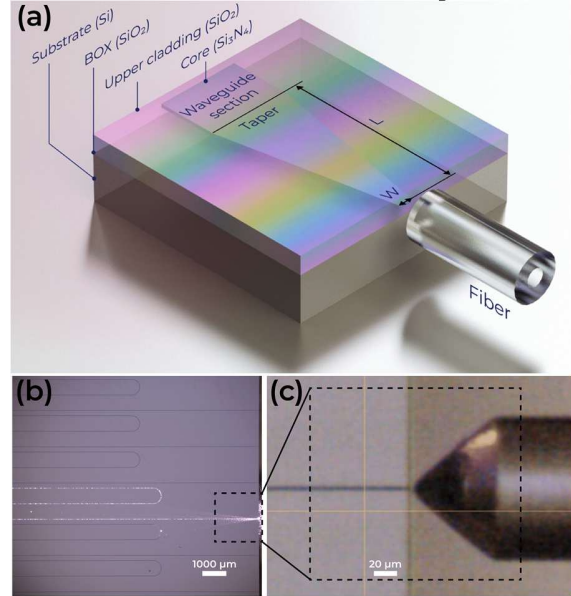 (a)
Substrate (Si)
BOX (SiO₂)
Upper cladding (SiO₂)
Core (Si₃N₄)
Waveguide
section
Taper
L
W
Fiber
(b)
1000 μm
(c)
20 μm